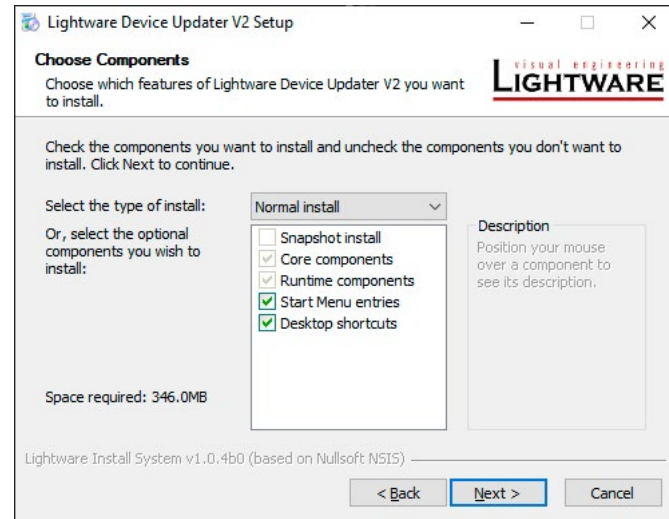 Lightware Device Updater V2 Setup
Choose Components
Choose which features of Lightware Device Updater V2 you want
to install.
visual engineering
LIGHTWARE
Check the components you want to install and uncheck the components you don't want to
install. Click Next to continue.
Select the type of install:
Normal install
Or, select the optional
components you wish to
install:
Snapshot install
Core components
Runtime components
Start Menu entries
Desktop shortcuts
Description
Position your mouse
over a component to
see its description.
Space required: 346.0MB
Lightware Install System v1.0.4b0 (based on Nullsoft NSIS)
< Back
Next >
Cancel